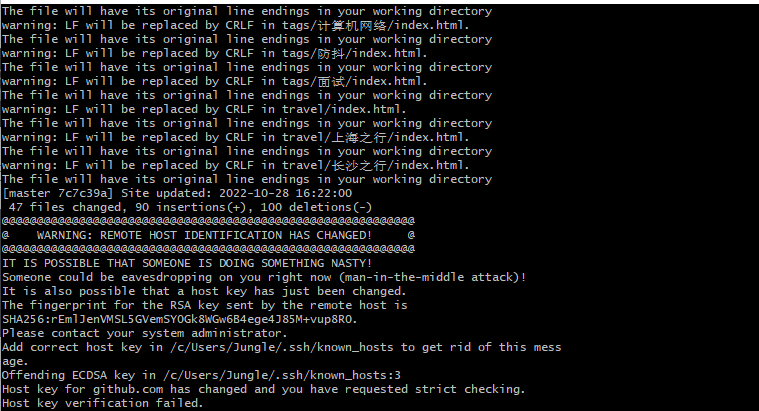 The file will have its original line endings in your working directory
warning: LF will be replaced by CRLF in tags/计算机网络/index.html.
The file will have its original line endings in your working directory
warning: LF will be replaced by CRLF in tags/防抖/index.html.
The file will have its original line endings in your working directory
warning: LF will be replaced by CRLF in tags/面试/index.html.
The file will have its original line endings in your working directory
warning: LF will be replaced by CRLF in travel/index.html.
The file will have its original line endings in your working directory
warning: LF will be replaced by CRLF in travel/上海之行/index.html.
The file will have its original line endings in your working directory
warning: LF will be replaced by CRLF in travel/长沙之行/index.html.
The file will have its original line endings in your working directory
[master 7c7c39a] Site updated: 2022-10-28 16:22:00
 47 files changed, 90 insertions(+), 100 deletions(-)
@@@@@@@@@@@@@@@@@@@@@@@@@@@@@@@@@@@@@@@@@@@@@@@@@@@@@@@@@@@
@    WARNING: REMOTE HOST IDENTIFICATION HAS CHANGED!     @
@@@@@@@@@@@@@@@@@@@@@@@@@@@@@@@@@@@@@@@@@@@@@@@@@@@@@@@@@@@
IT IS POSSIBLE THAT SOMEONE IS DOING SOMETHING NASTY!
Someone could be eavesdropping on you right now (man-in-the-middle attack)!
It is also possible that a host key has just been changed.
The fingerprint for the RSA key sent by the remote host is
SHA256:rEmlJenVMSL5GVemSYOGk8WGw6B4ege4J85M+vup8RO.
Please contact your system administrator.
Add correct host key in /c/Users/Jungle/.ssh/known_hosts to get rid of this mess
age.
Offending ECDSA key in /c/Users/Jungle/.ssh/known_hosts:3
Host key for github.com has changed and you have requested strict checking.
Host key verification failed.